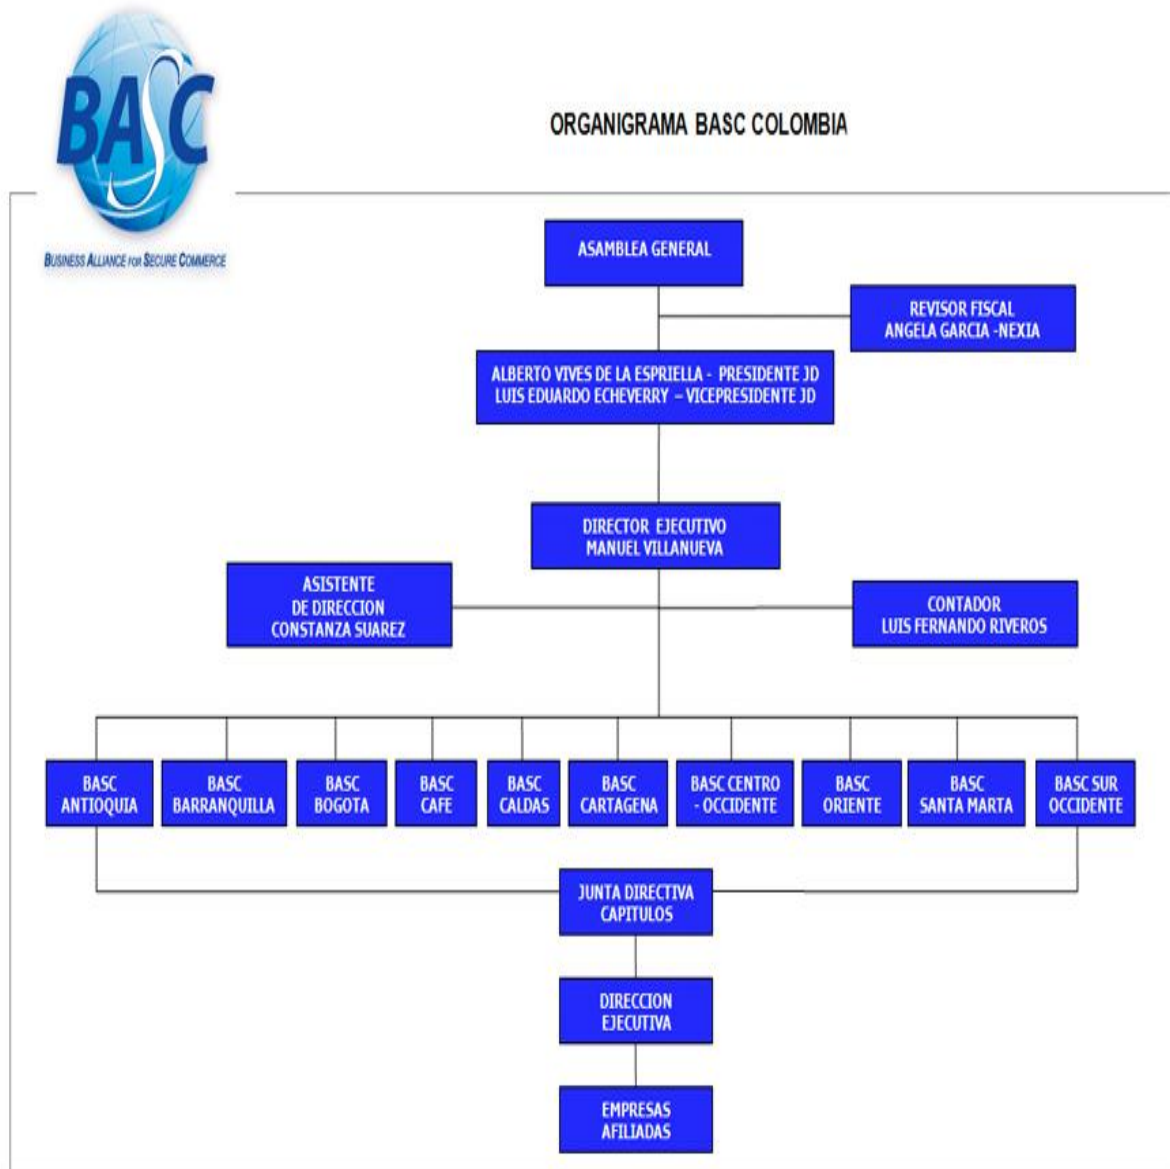 BASC
BUSINESS ALLIANCE FOR SECURE COMMERCE
ORGANIGRAMA BASC COLOMBIA
ASAMBLEA GENERAL
REVISOR FISCAL
ANGELA GARCIA -NEXIA
ALBERTO VIVES DE LA ESPRIELLA - PRESIDENTE JD
LUIS EDUARDO ECHEVERRY – VICEPRESIDENTE JD
DIRECTOR EJECUTIVO
MANUEL VILLANUEVA
ASISTENTE
DE DIRECCION
CONSTANZA SUAREZ
CONTADOR
LUIS FERNANDO RIVEROS
BASC
ANTIOQUIA
BASC
BARRANQUILLA
BASC
BOGOTA
BASC
CAFE
BASC
CALDAS
BASC
CARTAGENA
BASC CENTRO
- OCCIDENTE
BASC
ORIENTE
BASC
SANTA MARTA
BASC SUR
OCCIDENTE
JUNTA DIRECTIVA
CAPITULOS
DIRECCION
EJECUTIVA
EMPRESAS
AFILIADAS